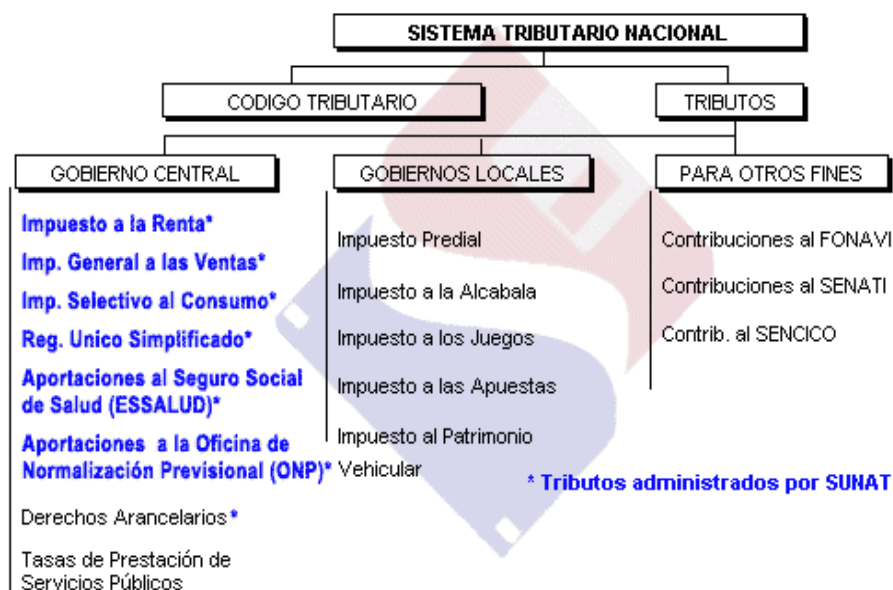 SISTEMA TRIBUTARIO NACIONAL
CODIGO TRIBUTARIO
TRIBUTOS
GOBIERNO CENTRAL
Impuesto a la Renta*
Imp. General a las Ventas*
Imp. Selectivo al Consumo*
Reg. Unico Simplificado*
Aportaciones al Seguro Social
de Salud (ESSALUD)*
Aportaciones a la Oficina de
Normalización Previsional (ONP)*
Derechos Arancelarios*
Tasas de Prestación de
Servicios Públicos
GOBIERNOS LOCALES
Impuesto Predial
Impuesto a la Alcabala
Impuesto a los Juegos
Impuesto a las Apuestas
Impuesto al Patrimonio
Vehicular
PARA OTROS FINES
Contribuciones al FONAVI
Contribuciones al SENATI
Contrib. al SENCICO
* Tributos administrados por SUNAT